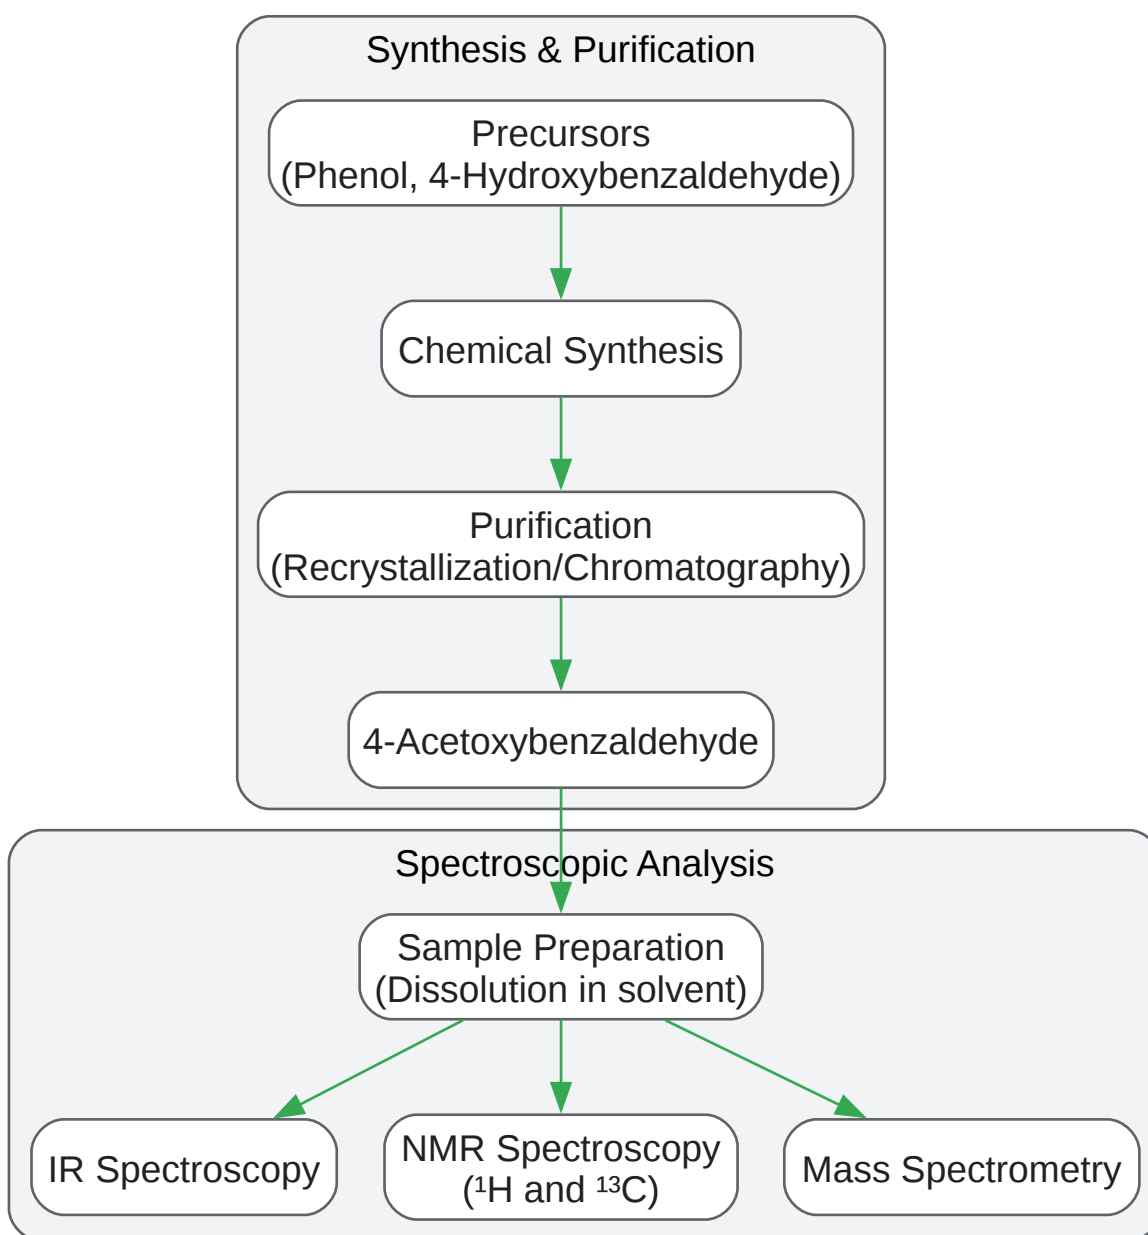 Synthesis & Purification
Precursors
(Phenol, 4-Hydroxybenzaldehyde)
Chemical Synthesis
Purification
(Recrystallization/Chromatography)
4-Acetoxybenzaldehyde
Spectroscopic Analysis
Sample Preparation
(Dissolution in solvent)
IR Spectroscopy
NMR Spectroscopy
(¹H and ¹³C)
Mass Spectrometry